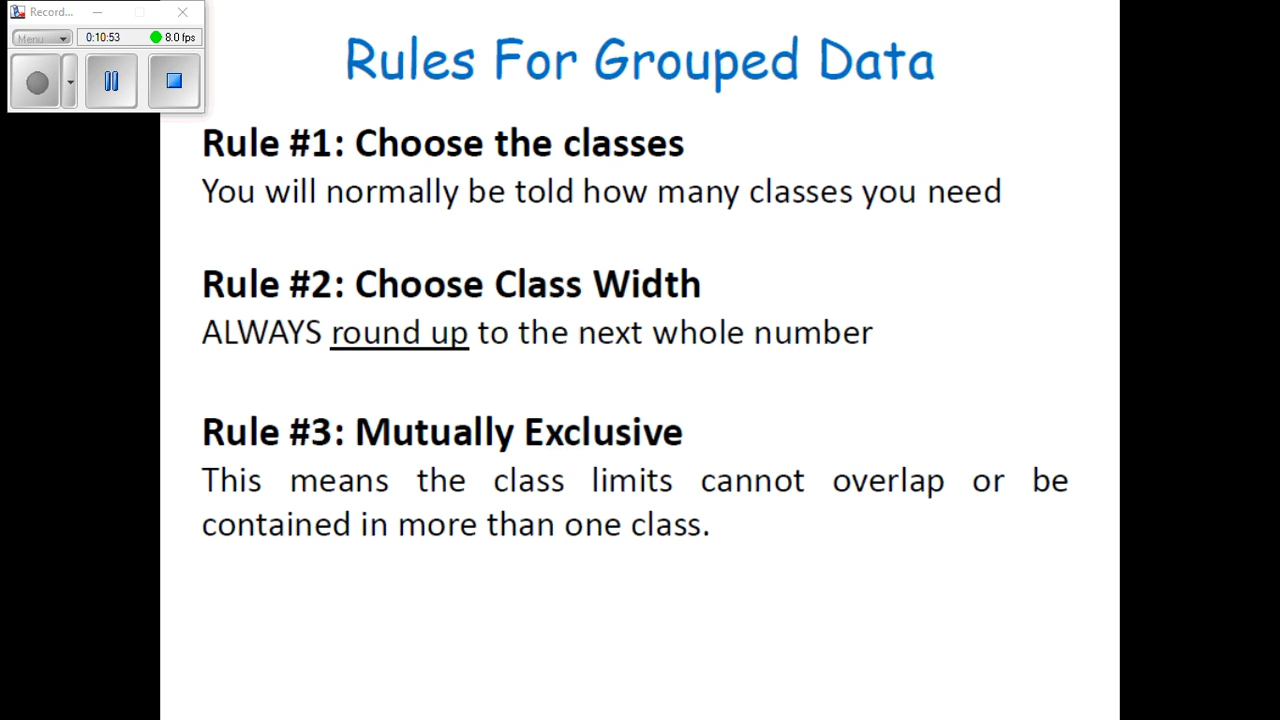 Record...
Menu
0:10:53
8.0 fps
Rules For Grouped Data
Rule #1: Choose the classes
You will normally be told how many classes you need
Rule #2: Choose Class Width
ALWAYS round up to the next whole number
Rule #3: Mutually Exclusive
This means the class limits cannot overlap or be
contained in more than one class.